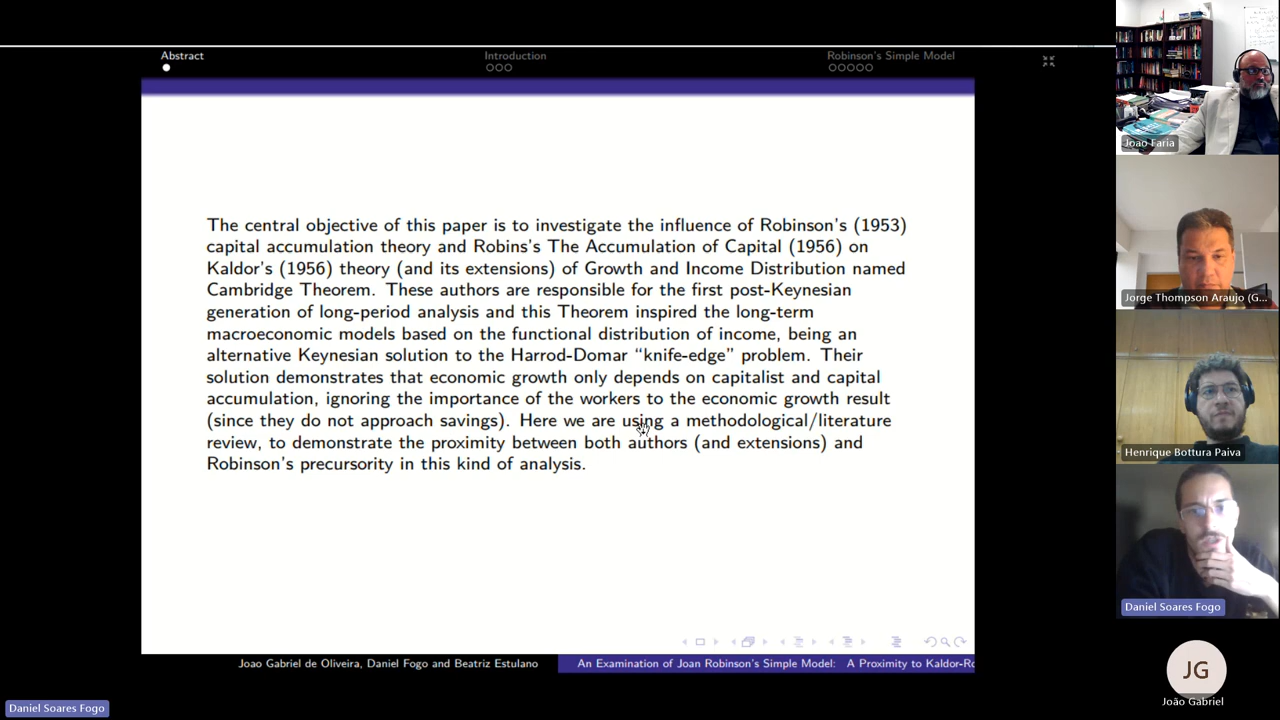 Abstract
Introduction
Robinson's Simple Model
The central objective of this paper is to investigate the influence of Robinson's (1953)
capital accumulation theory and Robins's The Accumulation of Capital (1956) on
Kaldor's (1956) theory (and its extensions) of Growth and Income Distribution named
Cambridge Theorem. These authors are responsible for the first post-Keynesian
generation of long-period analysis and this Theorem inspired the long-term
macroeconomic models based on the functional distribution of income, being an
alternative Keynesian solution to the Harrod-Domar “knife-edge” problem. Their
solution demonstrates that economic growth only depends on capitalist and capital
accumulation, ignoring the importance of the workers to the economic growth result
(since they do not approach savings). Here we are using a methodological/literature
review, to demonstrate the proximity between both authors (and extensions) and
Robinson's precursority in this kind of analysis.
Joao Gabriel de Oliveira, Daniel Fogo and Beatriz Estulano
An Examination of Joan Robinson's Simple Model: A Proximity to Kaldor-Ro
Daniel Soares Fogo
Joao Faria
Jorge Thompson Araujo (G...
Henrique Bottura Paiva
Daniel Soares Fogo
JG
João Gabriel